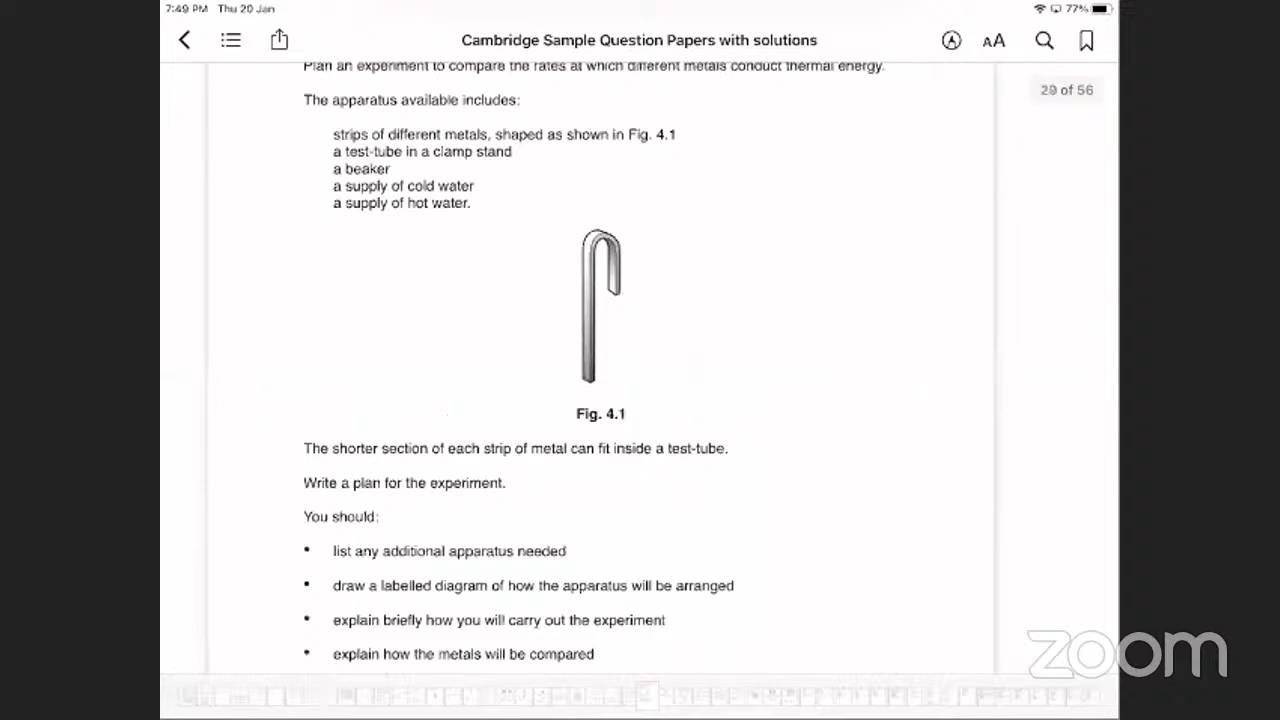 7:49 PM Thu 20 Jan
77%
Cambridge Sample Question Papers with solutions
AA
29 of 56
Plan an experiment to compare the rates at which different metals conduct thermal energy.
The apparatus available includes:
strips of different metals, shaped as shown in Fig. 4.1
a test-tube in a clamp stand
a beaker
a supply of cold water
a supply of hot water.
Fig. 4.1
The shorter section of each strip of metal can fit inside a test-tube.
Write a plan for the experiment.
You should:
• list any additional apparatus needed
• draw a labelled diagram of how the apparatus will be arranged
• explain briefly how you will carry out the experiment
• explain how the metals will be compared
zoom